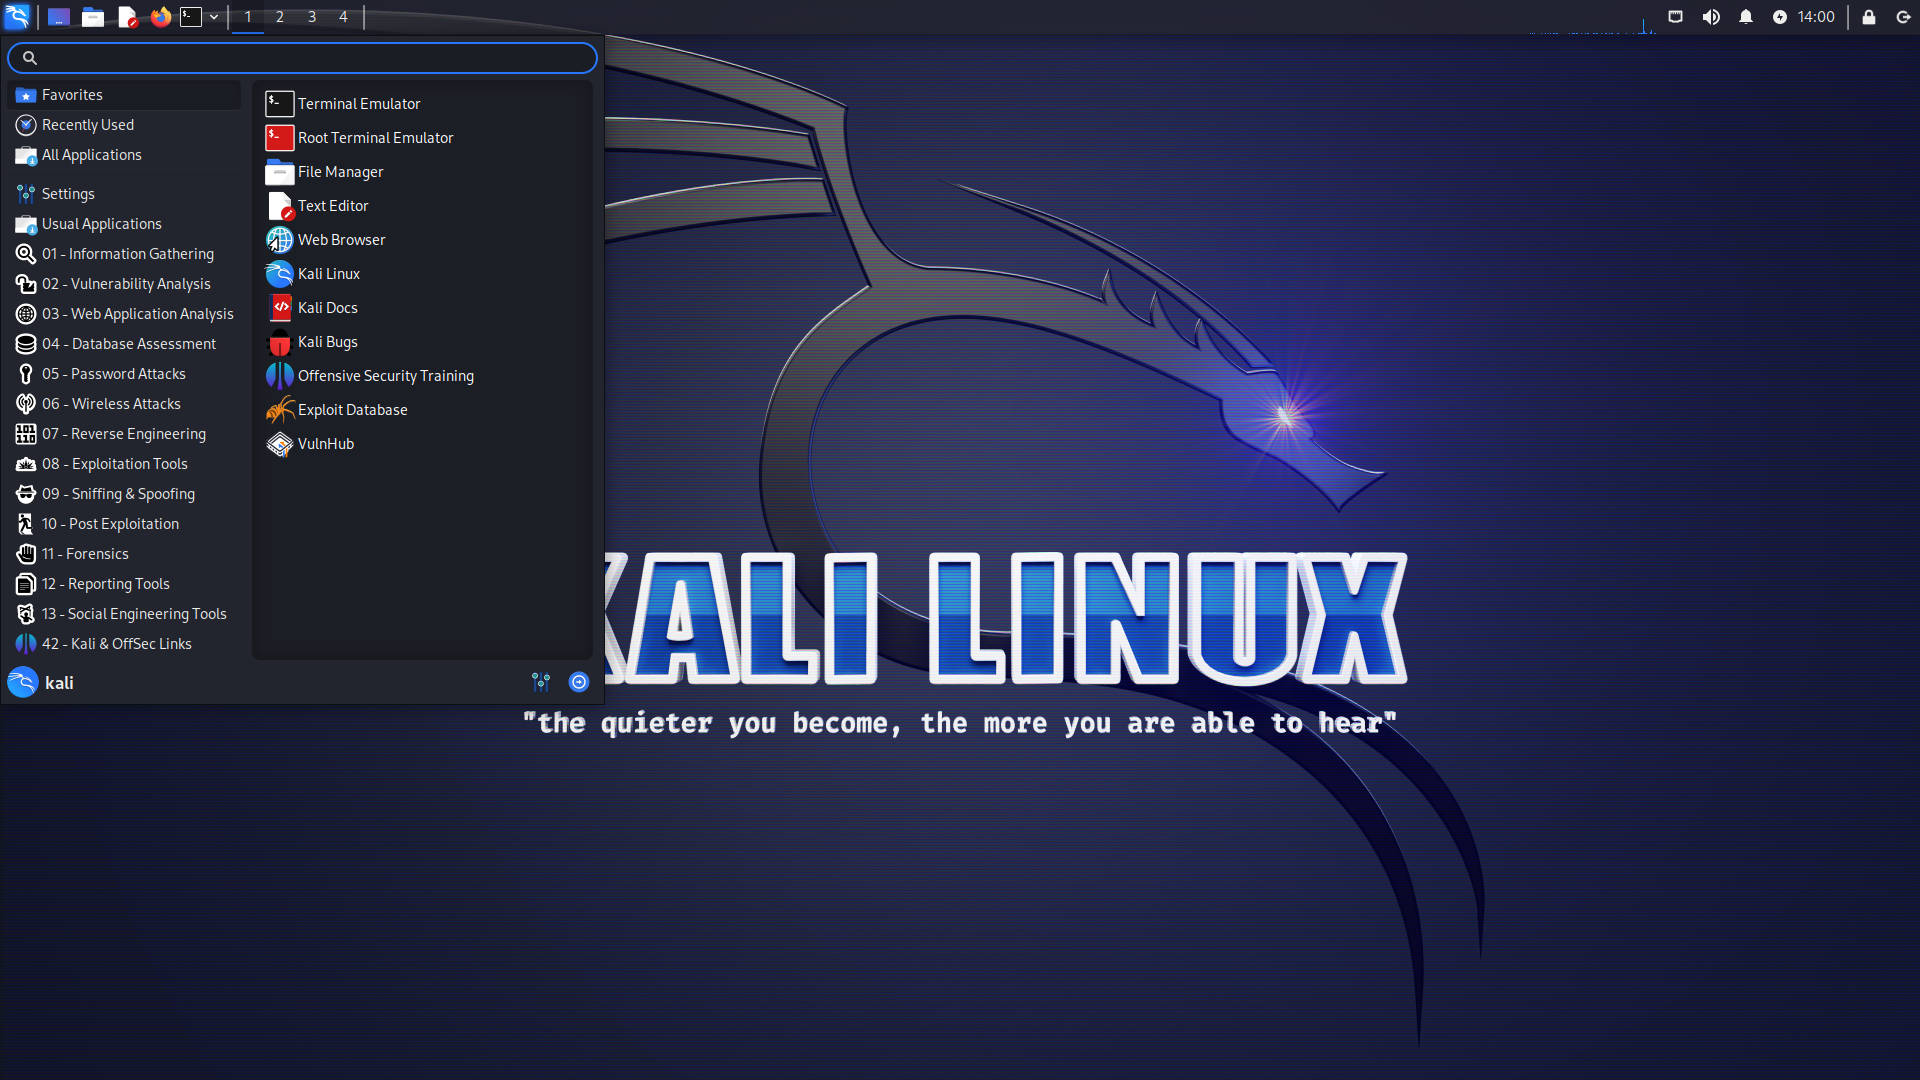 1 2 3 4
14:00
Favorites
Recently Used
All Applications
Settings
Usual Applications
01 - Information Gathering
02 - Vulnerability Analysis
03 - Web Application Analysis
04 - Database Assessment
05 - Password Attacks
06 - Wireless Attacks
07 - Reverse Engineering
08 - Exploitation Tools
09 - Sniffing & Spoofing
10 - Post Exploitation
11 - Forensics
12 - Reporting Tools
13 - Social Engineering Tools
42 - Kali & OffSec Links
kali
Terminal Emulator
Root Terminal Emulator
File Manager
Text Editor
Web Browser
Kali Linux
Kali Docs
Kali Bugs
Offensive Security Training
Exploit Database
VulnHub
KALI LINUX
"the quieter you become, the more you are able to hear"